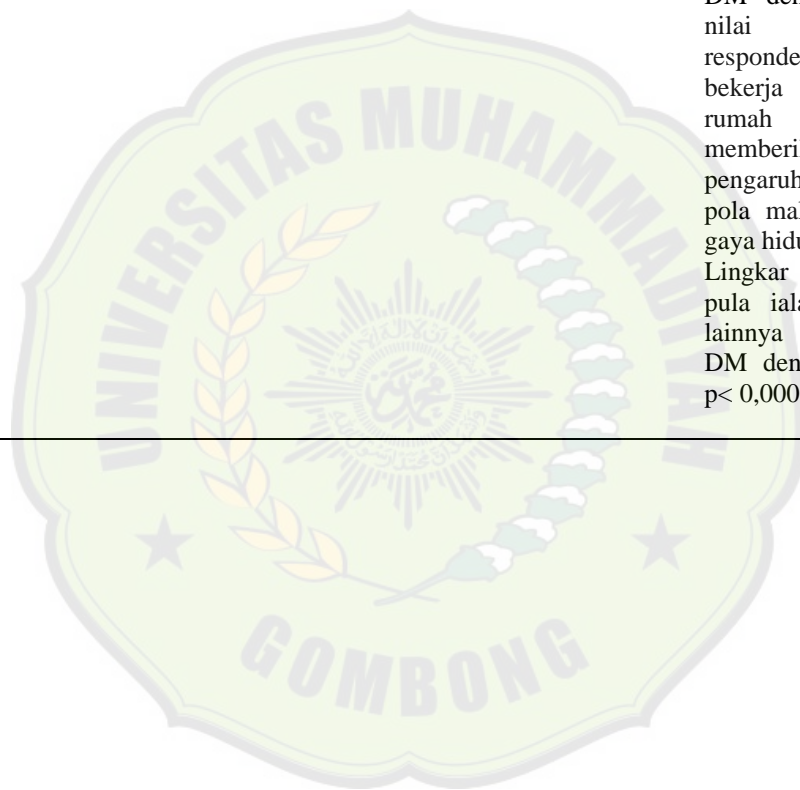 DM den
nilai
responde
bekerja
rumah
memberi
pengaruh
pola mal
gaya hidu
Lingkar
pula iala
lainnya
DM den
p< 0,000
UNIVERSITAS MUHAMMADIYAH
GOMBONG